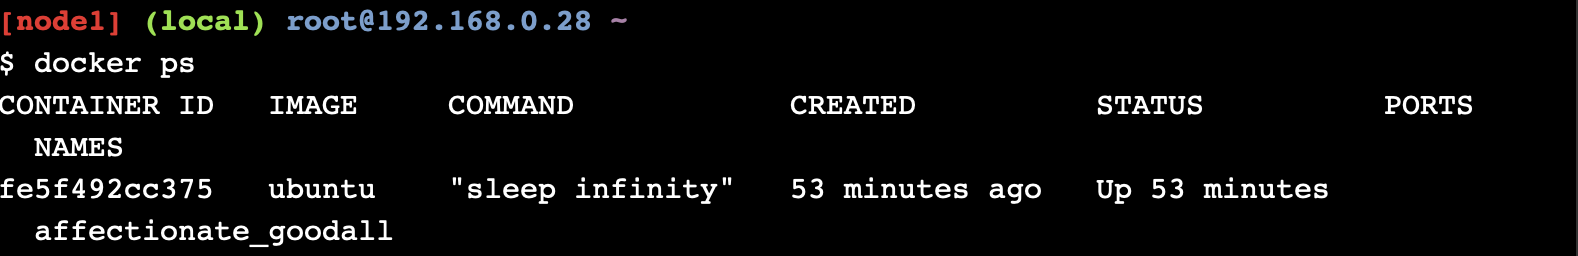 [node1] (local) root@192.168.0.28 ~
$ docker ps
CONTAINER ID   IMAGE     COMMAND            CREATED          STATUS          PORTS
  NAMES
fe5f492cc375   ubuntu    "sleep infinity"   53 minutes ago   Up 53 minutes
  affectionate_goodall